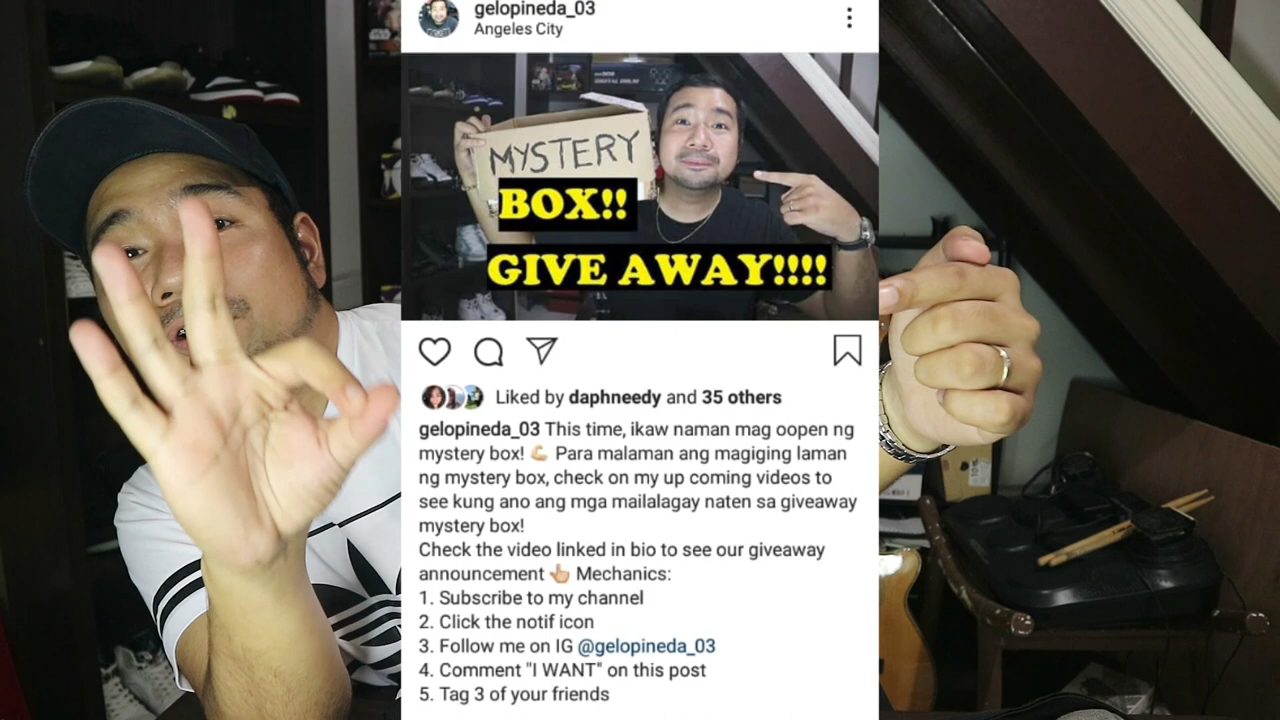 gelopineda_03
Angeles City
MYSTERY
BOX!!
GIVE AWAY!!!!
Liked by daphneedy and 35 others
gelopineda_03 This time, ikaw naman mag oopen ng
mystery box! 💪🏻 Para malaman ang magiging laman
ng mystery box, check on my up coming videos to
see kung ano ang mga mailalagay naten sa giveaway
mystery box!
Check the video linked in bio to see our giveaway
announcement 👆🏻 Mechanics:
1. Subscribe to my channel
2. Click the notif icon
3. Follow me on IG @gelopineda_03
4. Comment "I WANT" on this post
5. Tag 3 of your friends